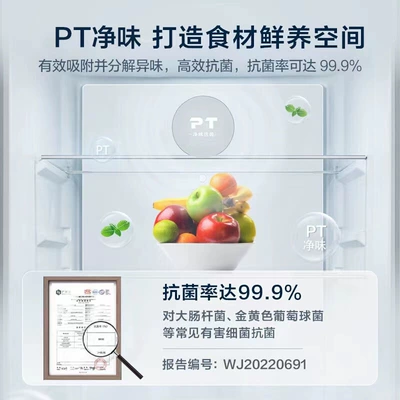 PT净味 打造食材鲜养空间
有效吸附并分解异味，高效抗菌，抗菌率可达 99.9%
PT
PT
PT
净味
抗菌率达99.9%
对大肠杆菌、金黄色葡萄球菌
等常见有害细菌抗菌
报告编号：WJ20220691